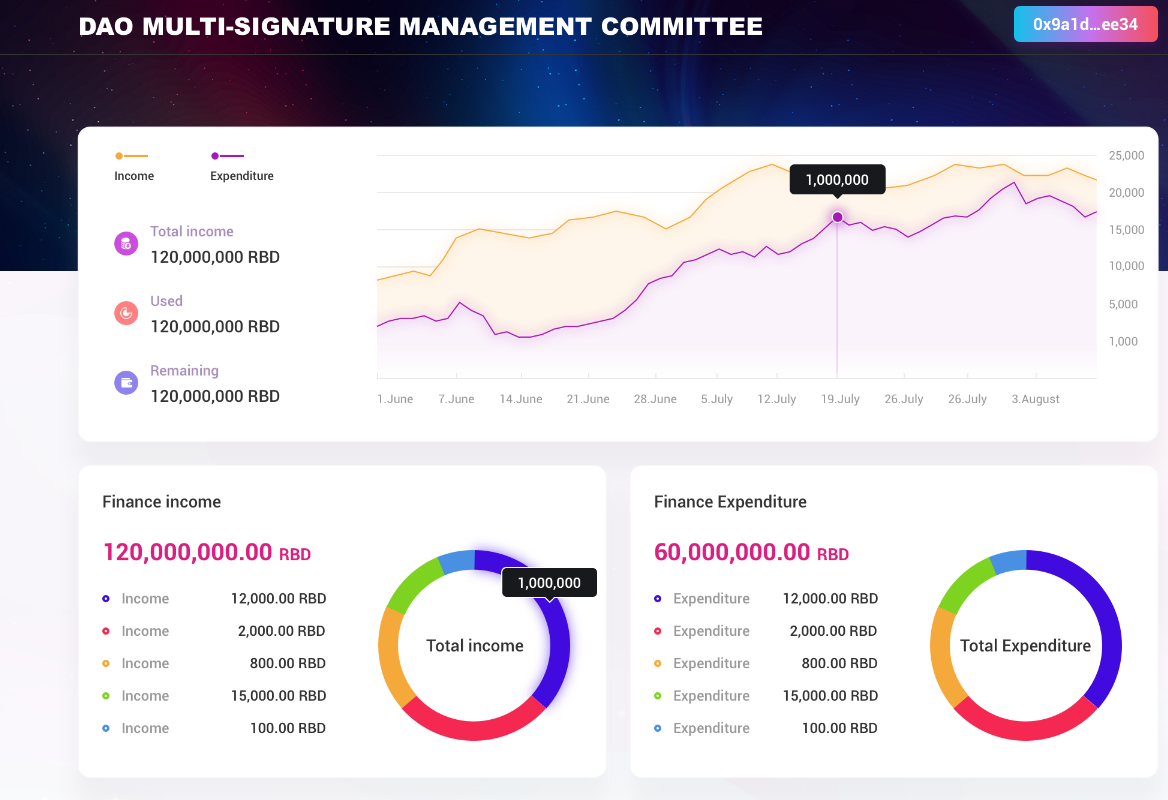 DAO MULTI-SIGNATURE MANAGEMENT COMMITTEE
0x9a1d...ee34
Income
Expenditure
Total income
120,000,000 RBD
Used
120,000,000 RBD
Remaining
120,000,000 RBD
1,000,000
25,000
20,000
15,000
10,000
5,000
1,000
1.June 7.June 14.June 21.June 28.June 5.July 12.July 19.July 26.July 26.July 3.August
Finance income
120,000,000.00 RBD
Income 12,000.00 RBD
Income 2,000.00 RBD
Income 800.00 RBD
Income 15,000.00 RBD
Income 100.00 RBD
1,000,000
Total income
Finance Expenditure
60,000,000.00 RBD
Expenditure 12,000.00 RBD
Expenditure 2,000.00 RBD
Expenditure 800.00 RBD
Expenditure 15,000.00 RBD
Expenditure 100.00 RBD
Total Expenditure